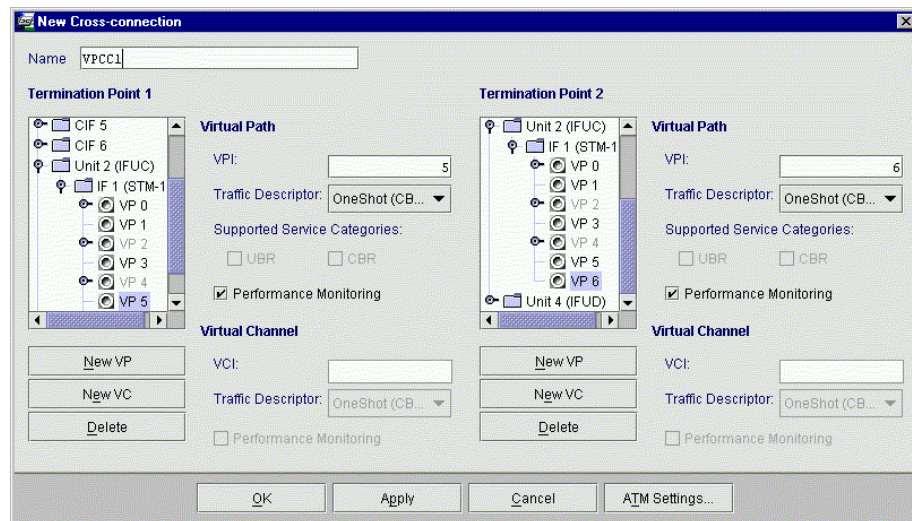 New Cross-connection
Name VPCC1
Termination Point 1
CIF 5
CIF 6
Unit 2 (IFUC)
IF 1 (STM-1
VP 0
VP 1
VP 2
VP 3
VP 4
VP 5
New VP
New VC
Delete
Virtual Path
VPI: 5
Traffic Descriptor: OneShot (CB...
Supported Service Categories:
UBR CBR
Performance Monitoring
Virtual Channel
VCI:
Traffic Descriptor: OneShot (CB...
Performance Monitoring
Termination Point 2
Unit 2 (IFUC)
IF 1 (STM-1
VP 0
VP 1
VP 2
VP 3
VP 4
VP 5
VP 6
Unit 4 (IFUD)
New VP
New VC
Delete
Virtual Path
VPI: 6
Traffic Descriptor: OneShot (CB...
Supported Service Categories:
UBR CBR
Performance Monitoring
Virtual Channel
VCI:
Traffic Descriptor: OneShot (CB...
Performance Monitoring
OK Apply Cancel ATM Settings...